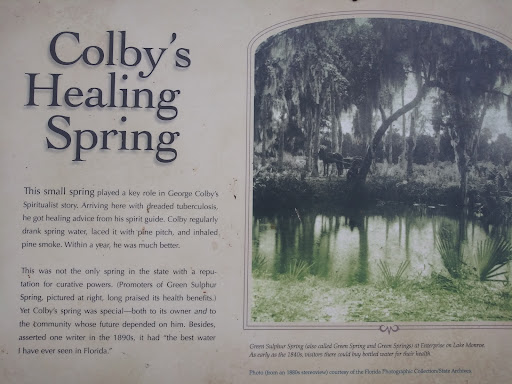 Colby's
Healing
Spring
This small spring played a key role in George Colby's
Spiritualist story. Arriving here with dreaded tuberculosis,
he got healing advice from his spirit guide. Colby regularly
drank spring water, laced it with pine pitch, and inhaled
pine smoke. Within a year, he was much better.
This was not the only spring in the state with a repu-
tation for curative powers. (Promoters of Green Sulphur
Spring, pictured at right, long praised its health benefits.)
Yet Colby's spring was special—both to its owner and to
the community whose future depended on him. Besides,
asserted one writer in the 1890s, it had "the best water
I have ever seen in Florida."
Green Sulphur Spring (also called Green Spring and Green Springs) at Enterprise on Lake Monroe.
As early as the 1840s, visitors there could buy bottled water for their health.
Photo (from an 1880s stereoview) courtesy of the Florida Photographic Collection/State Archives.